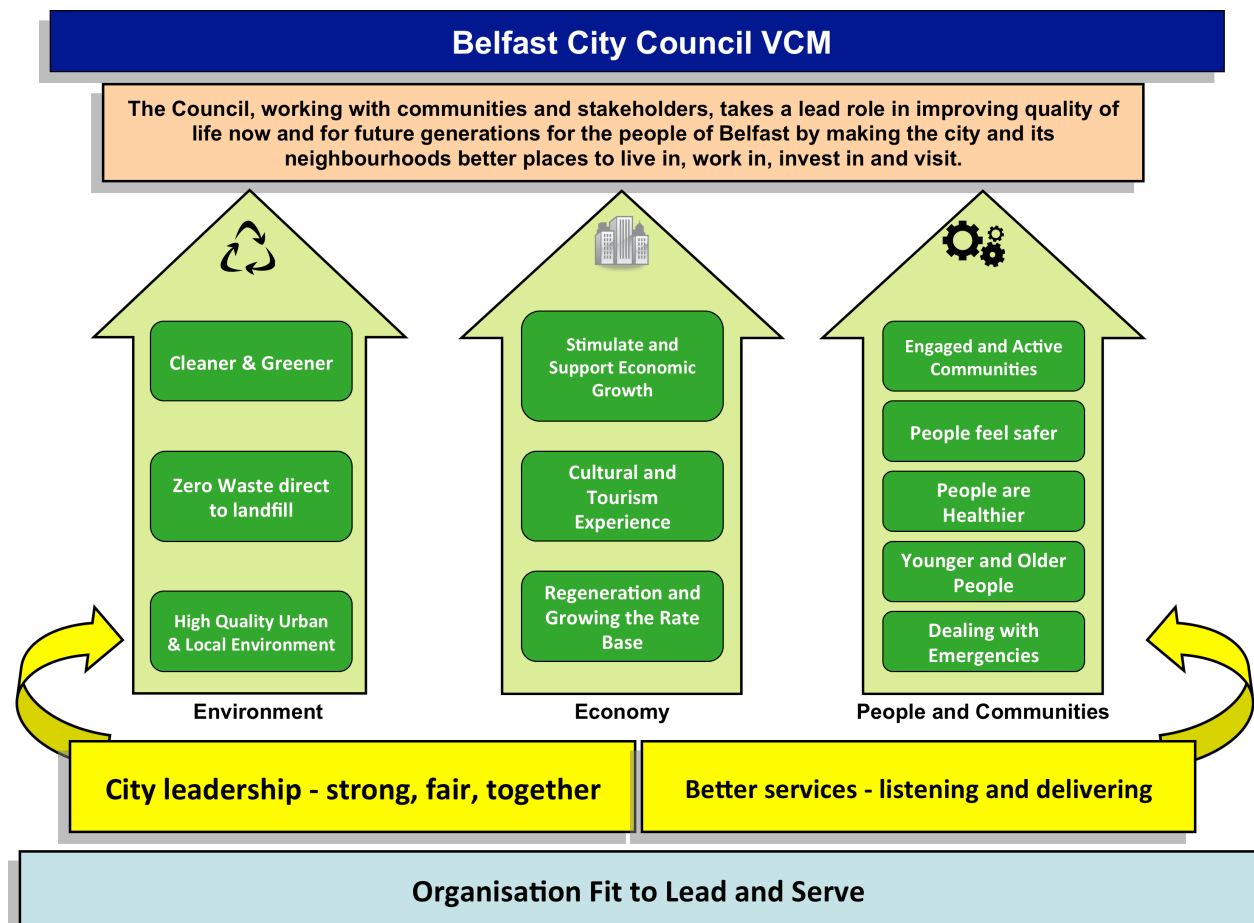 Belfast City Council VCM
The Council, working with communities and stakeholders, takes a lead role in improving quality of
life now and for future generations for the people of Belfast by making the city and its
neighbourhoods better places to live in, work in, invest in and visit.
Cleaner & Greener
Zero Waste direct
to landfill
High Quality Urban
& Local Environment
Environment
Stimulate and
Support Economic
Growth
Cultural and
Tourism
Experience
Regeneration and
Growing the Rate
Base
Economy
Engaged and Active
Communities
People feel safer
People are
Healthier
Younger and Older
People
Dealing with
Emergencies
People and Communities
City leadership - strong, fair, together
Better services - listening and delivering
Organisation Fit to Lead and Serve